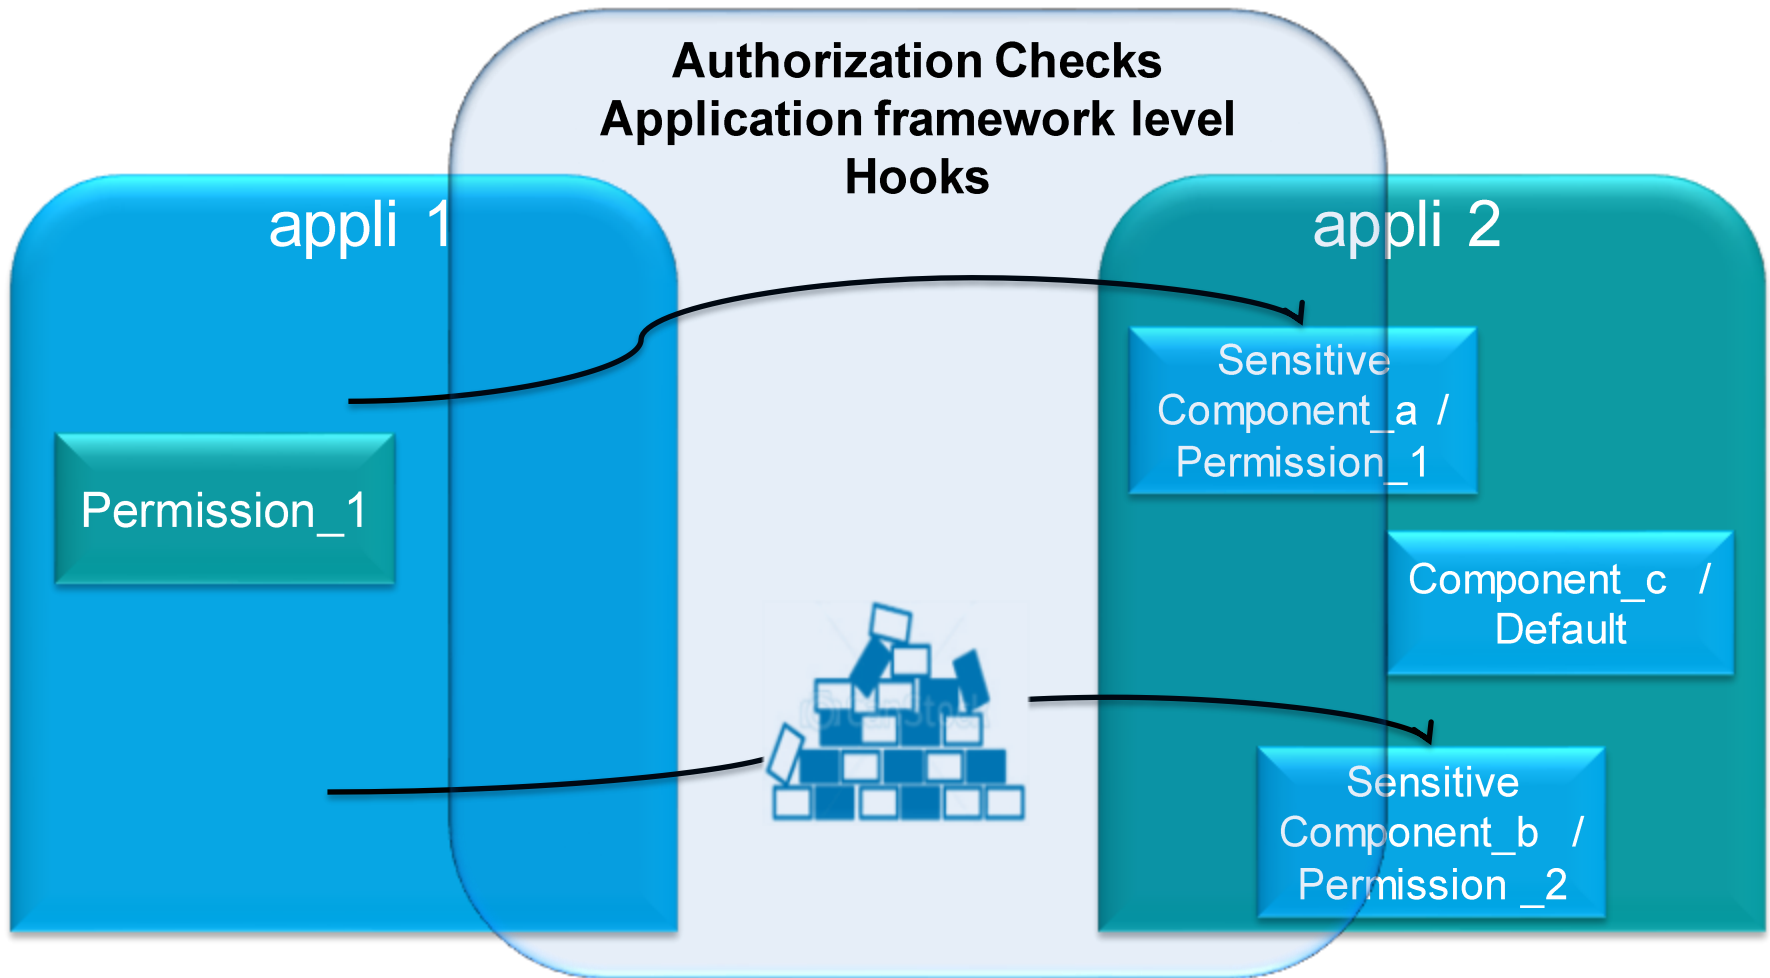 Authorization Checks
Application framework level
Hooks
appli 1
appli 2
Sensitive
Component_a /
Permission_1
Permission_1
Component_c /
Default
Sensitive
Component_b /
Permission _2